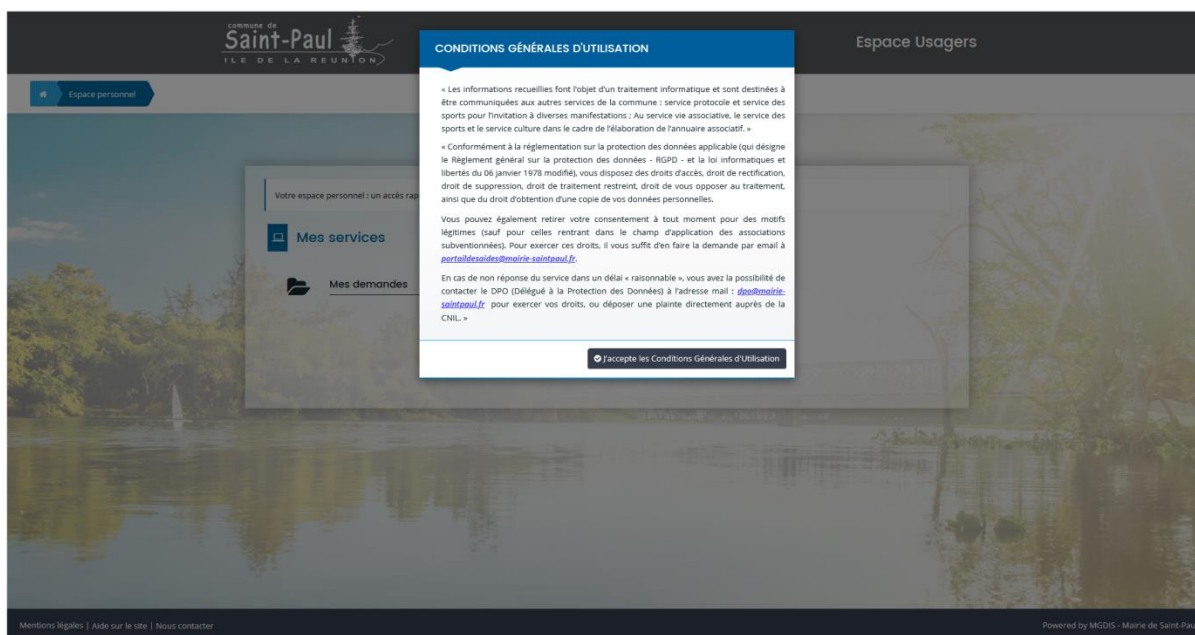 commune de
Saint-Paul
ILE DE LA REUNION
Espace Usagers
Espace personnel
Votre espace personnel : un accès rap
Mes services
Mes demandes
CONDITIONS GÉNÉRALES D'UTILISATION
« Les informations recueillies font l'objet d'un traitement informatique et sont destinées à
être communiquées aux autres services de la commune : service protocole et service des
sports pour l'invitation à diverses manifestations ; Au service vie associative, le service des
sports et le service culture dans le cadre de l'élaboration de l'annuaire associatif. »
« Conformément à la réglementation sur la protection des données applicable (qui désigne
le Règlement général sur la protection des données - RGPD - et la loi informatiques et
libertés du 06 janvier 1978 modifié), vous disposez des droits d'accès, droit de rectification,
droit de suppression, droit de traitement restreint, droit de vous opposer au traitement,
ainsi que du droit d'obtention d'une copie de vos données personnelles.
Vous pouvez également retirer votre consentement à tout moment pour des motifs
légitimes (sauf pour celles rentrant dans le champ d'application des associations
subventionnées). Pour exercer ces droits, il vous suffit d'en faire la demande par email à
portaildesaides@mairie-saintpaul.fr.
En cas de non réponse du service dans un délai « raisonnable », vous avez la possibilité de
contacter le DPO (Délégué à la Protection des Données) à l'adresse mail : dpo@mairie-
saintpaul.fr pour exercer vos droits, ou déposer une plainte directement auprès de la
CNIL. »
J'accepte les Conditions Générales d'Utilisation
Mentions légales | Aide sur le site | Nous contacter
Powered by MGDIS - Mairie de Saint-Pau